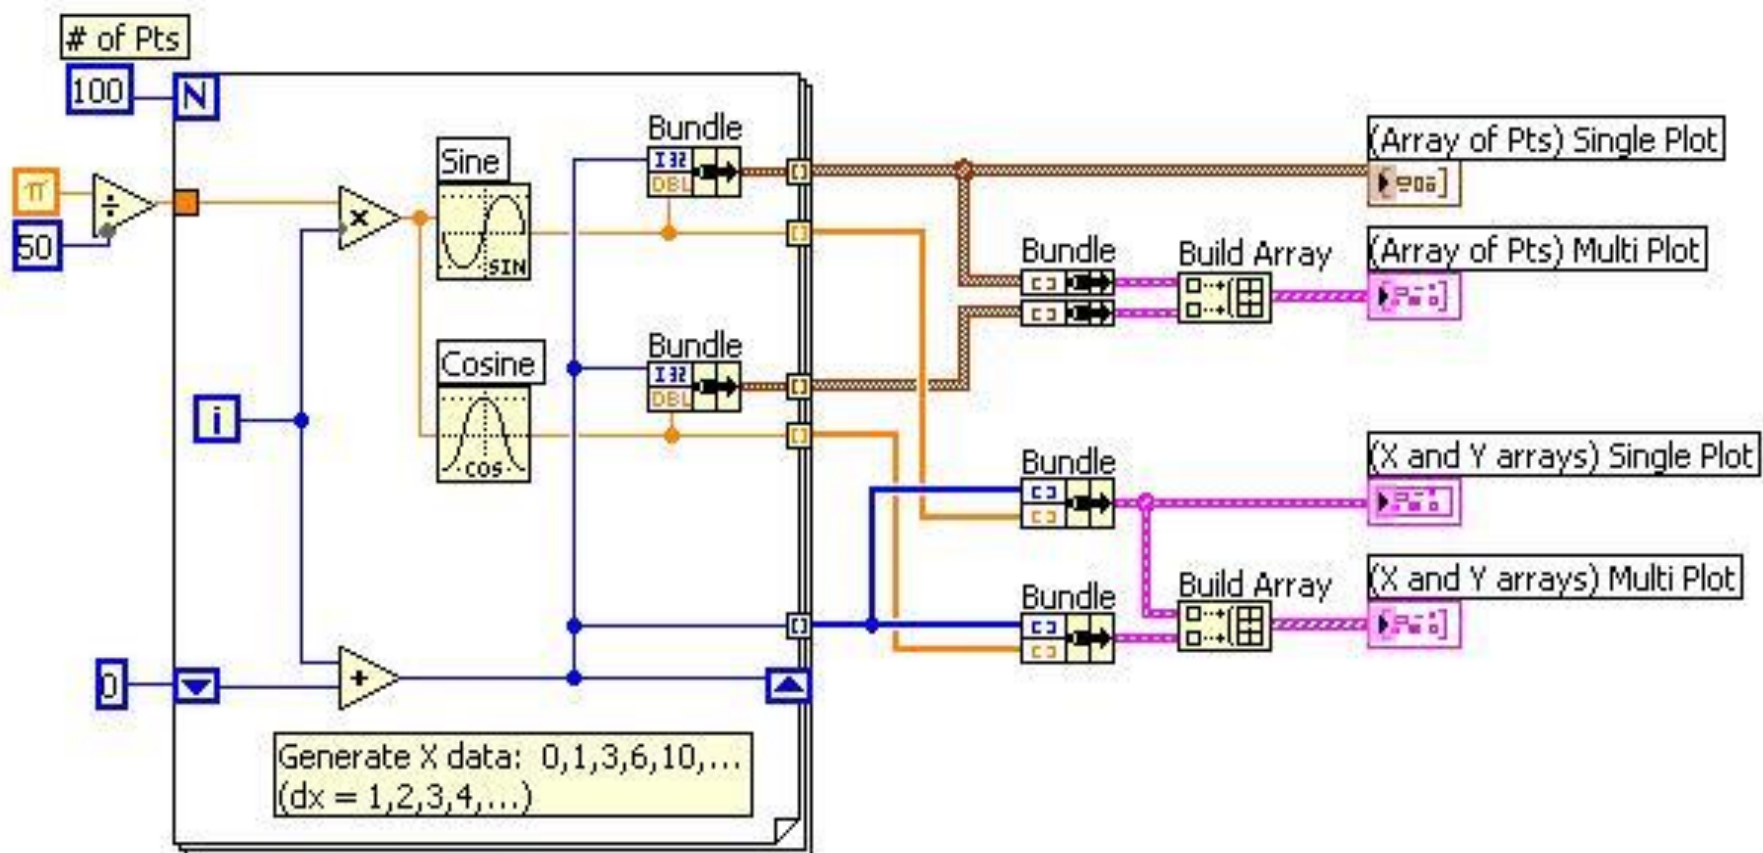 # of Pts
100
N
π
÷
50
×
Sine
SIN
Bundle
I32
DBL
(Array of Pts) Single Plot
Bundle
Build Array
(Array of Pts) Multi Plot
Cosine
COS
Bundle
I32
DBL
i
Bundle
(X and Y arrays) Single Plot
Bundle
Build Array
(X and Y arrays) Multi Plot
0
+
Generate X data: 0,1,3,6,10,...
(dx = 1,2,3,4,...)